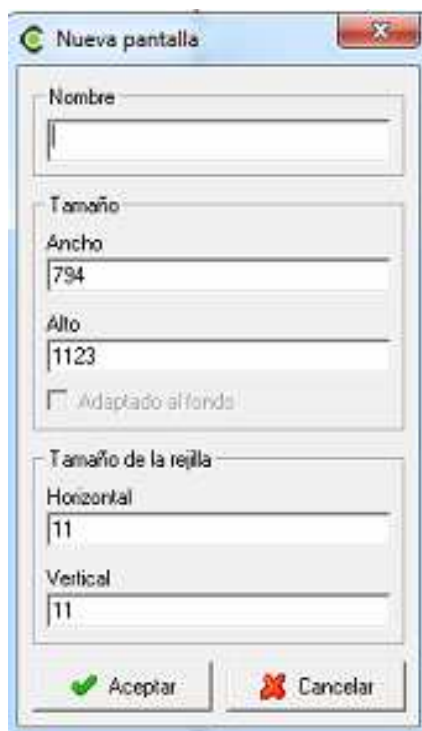 Nueva pantalla
Nombre
Tamaño
Ancho
794
Alto
1123
Adaptado al fondo
Tamaño de la rejilla
Horizontal
11
Vertical
11
Aceptar
Cancelar